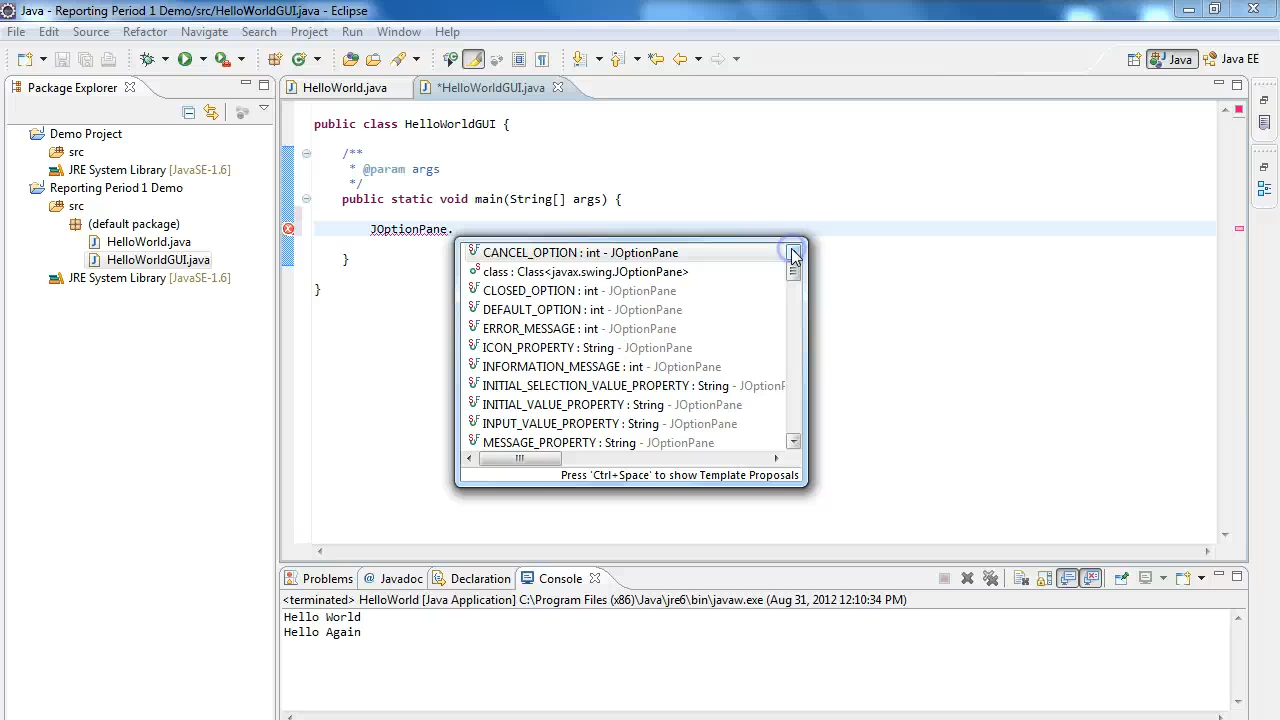 Java - Reporting Period 1 Demo/src/HelloWorldGUI.java - Eclipse
File Edit Source Refactor Navigate Search Project Run Window Help
Java Java EE
Package Explorer
Demo Project
src
JRE System Library [JavaSE-1.6]
Reporting Period 1 Demo
src
(default package)
HelloWorld.java
HelloWorldGUI.java
JRE System Library [JavaSE-1.6]
HelloWorld.java *HelloWorldGUI.java
public class HelloWorldGUI {
/**
* @param args
*/
public static void main(String[] args) {
JOptionPane.
}
}
CANCEL_OPTION : int - JOptionPane
class : Class<javax.swing.JOptionPane>
CLOSED_OPTION : int - JOptionPane
DEFAULT_OPTION : int - JOptionPane
ERROR_MESSAGE : int - JOptionPane
ICON_PROPERTY : String - JOptionPane
INFORMATION_MESSAGE : int - JOptionPane
INITIAL_SELECTION_VALUE_PROPERTY : String - JOptionP
INITIAL_VALUE_PROPERTY : String - JOptionPane
INPUT_VALUE_PROPERTY : String - JOptionPane
MESSAGE_PROPERTY : String - JOptionPane
Press 'Ctrl+Space' to show Template Proposals
Problems @ Javadoc Declaration Console
<terminated> HelloWorld [Java Application] C:\Program Files (x86)\Java\jre6\bin\javaw.exe (Aug 31, 2012 12:10:34 PM)
Hello World
Hello Again